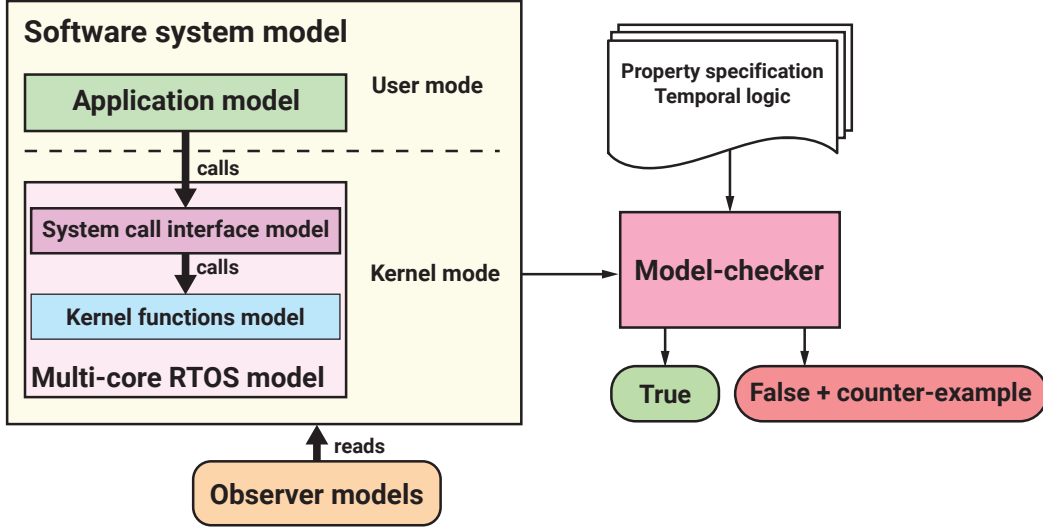 Software system model
Application model
User mode
calls
System call interface model
calls
Kernel mode
Kernel functions model
Multi-core RTOS model
reads
Observer models
Property specification
Temporal logic
Model-checker
True
False + counter-example